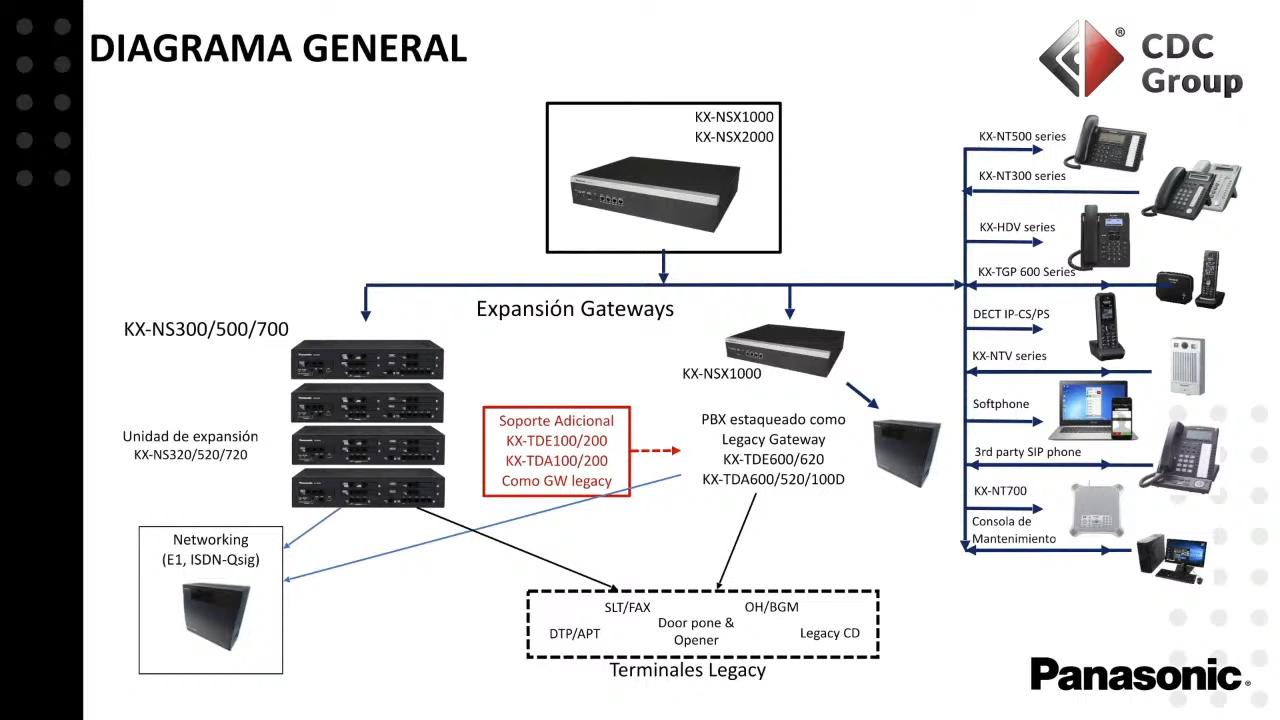 DIAGRAMA GENERAL
CDC
Group
KX-NSX1000
KX-NSX2000
KX-NT500 series
KX-NT300 series
KX-HDV series
KX-TGP 600 Series
DECT IP-CS/PS
KX-NTV series
Softphone
3rd party SIP phone
KX-NT700
Consola de
Mantenimiento
Expansión Gateways
KX-NS300/500/700
Unidad de expansión
KX-NS320/520/720
KX-NSX1000
Soporte Adicional
KX-TDE100/200
KX-TDA100/200
Como GW legacy
PBX estaqueado como
Legacy Gateway
KX-TDE600/620
KX-TDA600/520/100D
Networking
(E1, ISDN-Qsig)
SLT/FAX
OH/BGM
Door pone &
Opener
DTP/APT
Legacy CD
Terminales Legacy
Panasonic